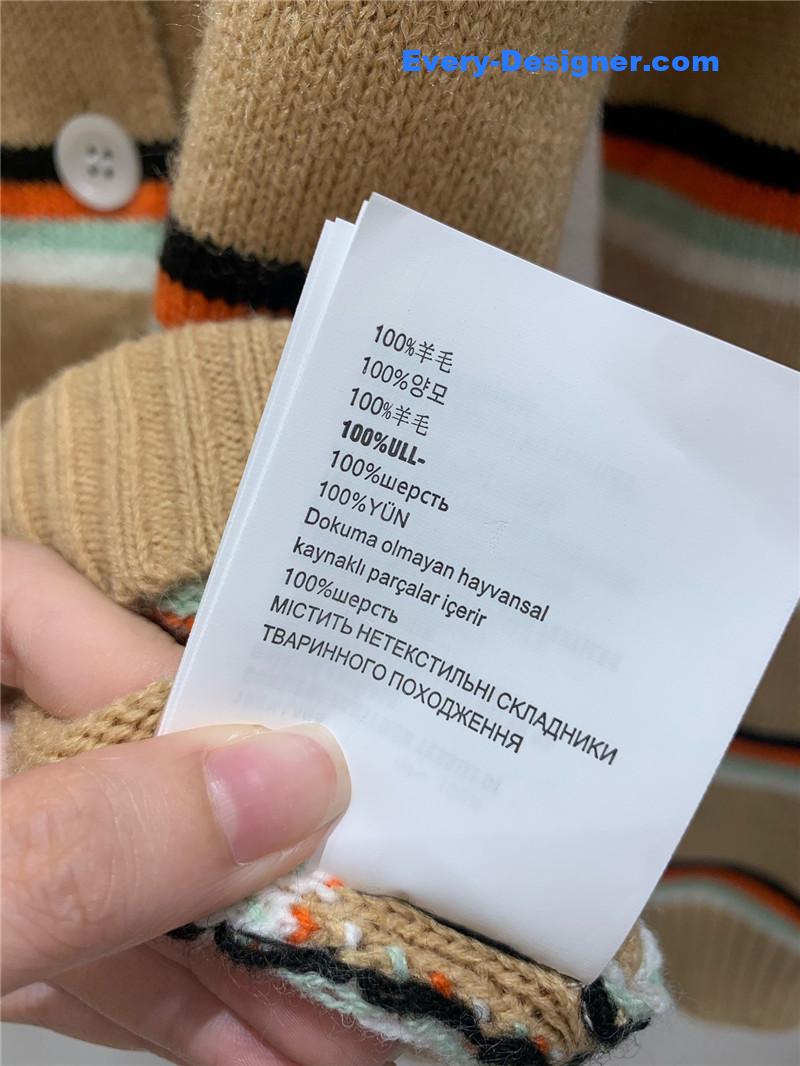 Every-Designer.com
100%羊毛
100%양모
100%羊毛
100%ULL-
100%шерсть
100%YÜN
Dokuma olmayan hayvansal
kaynaklı parçalar içerir
100%шерсть
МІСТИТЬ НЕТЕКСТИЛЬНІ СКЛАДНИКИ
ТВАРИННОГО ПОХОДЖЕННЯ